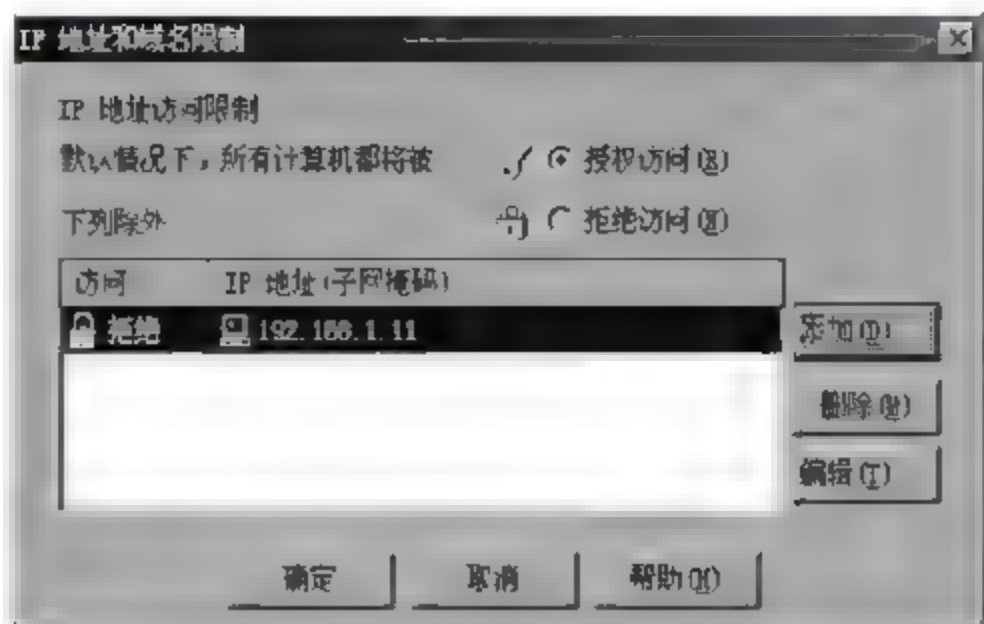 IP 地址和域名限制
IP 地址访问限制
默认情况下，所有计算机都将被 授权访问(R)
下列除外 拒绝访问(N)
访问 IP 地址(子网掩码)
拒绝 192.168.1.11
添加(D)
删除(M)
编辑(T)
确定 取消 帮助(H)